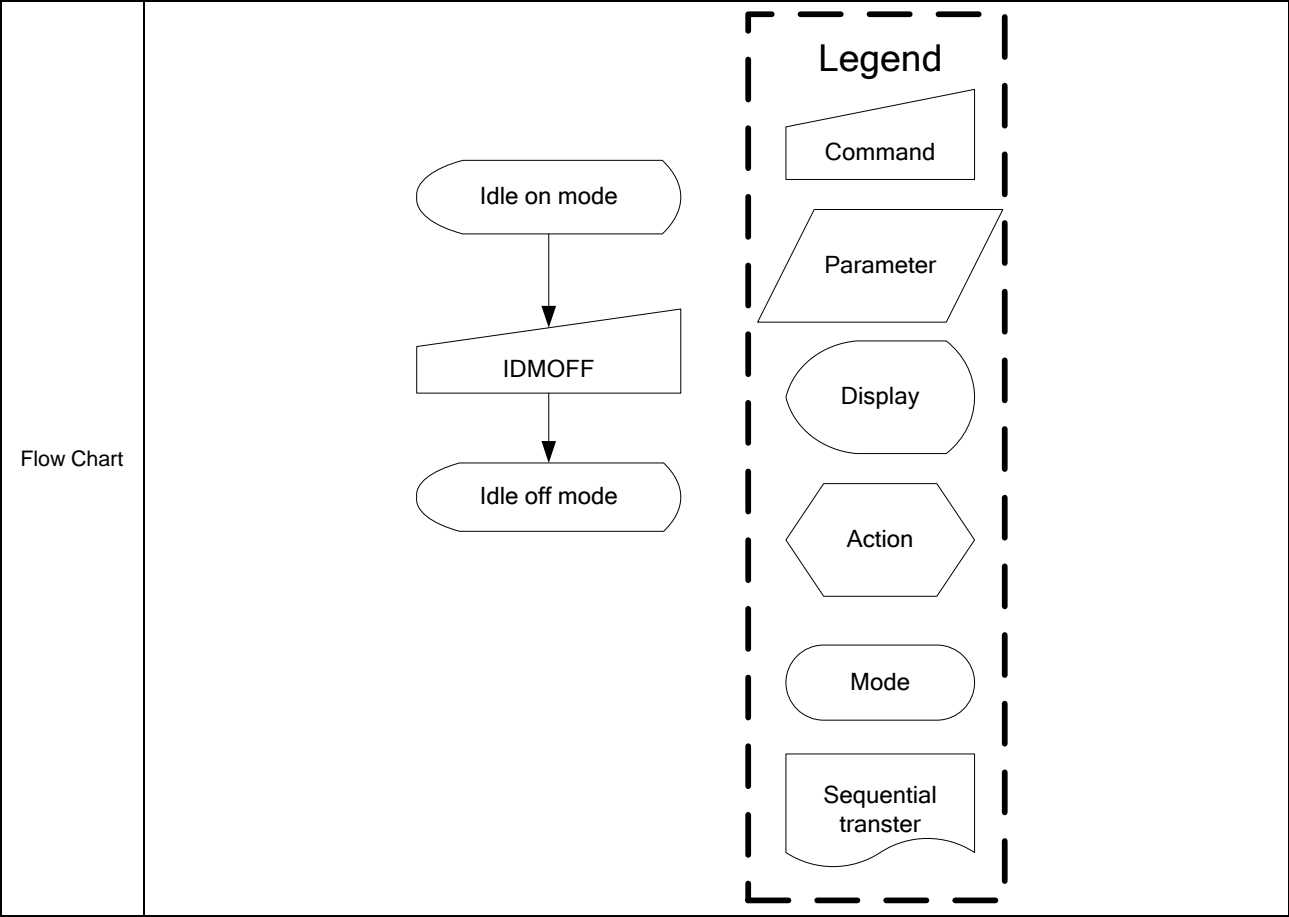 Flow Chart
Idle on mode
IDMOFF
Idle off mode
Legend
Command
Parameter
Display
Action
Mode
Sequential
transter